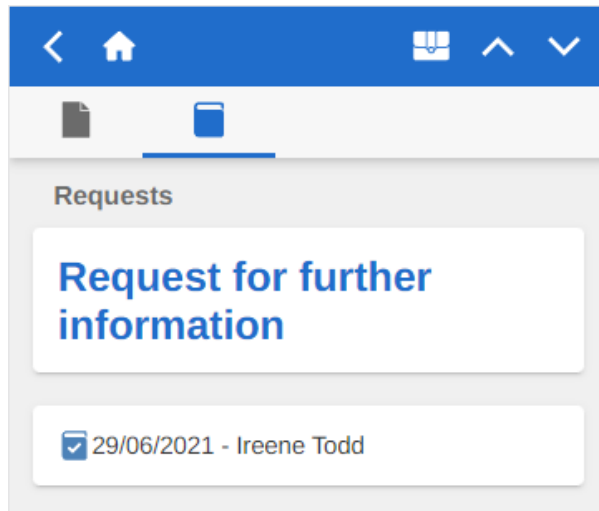 Requests
Request for further
information
29/06/2021 - Ireene Todd